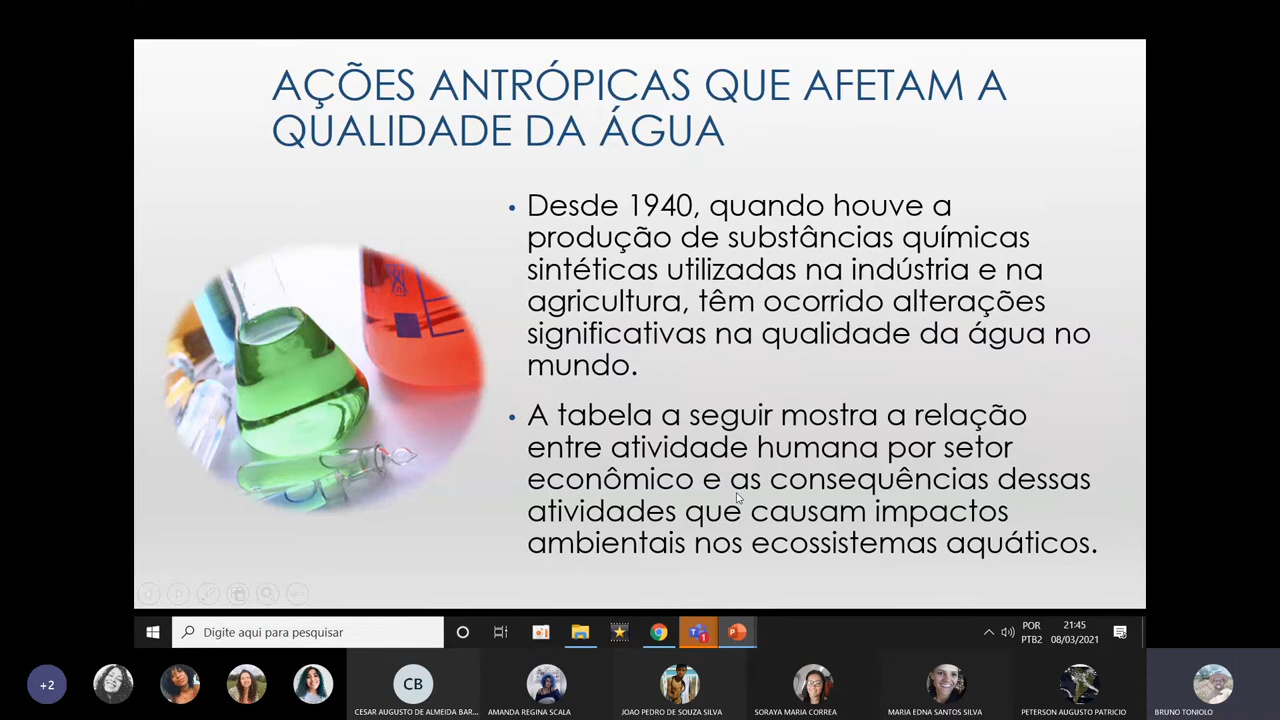 AÇÕES ANTRÓPICAS QUE AFETAM A
QUALIDADE DA ÁGUA
• Desde 1940, quando houve a
produção de substâncias químicas
sintéticas utilizadas na indústria e na
agricultura, têm ocorrido alterações
significativas na qualidade da água no
mundo.
• A tabela a seguir mostra a relação
entre atividade humana por setor
econômico e as consequências dessas
atividades que causam impactos
ambientais nos ecossistemas aquáticos.
Digite aqui para pesquisar
1
POR
PTB2
21:45
08/03/2021
+2
CB
CESAR AUGUSTO DE ALMEIDA BAR...
AMANDA REGINA SCALA
JOAO PEDRO DE SOUZA SILVA
SORAYA MARIA CORREA
MARIA EDNA SANTOS SILVA
PETERSON AUGUSTO PATRICIO
BRUNO TONIOLO